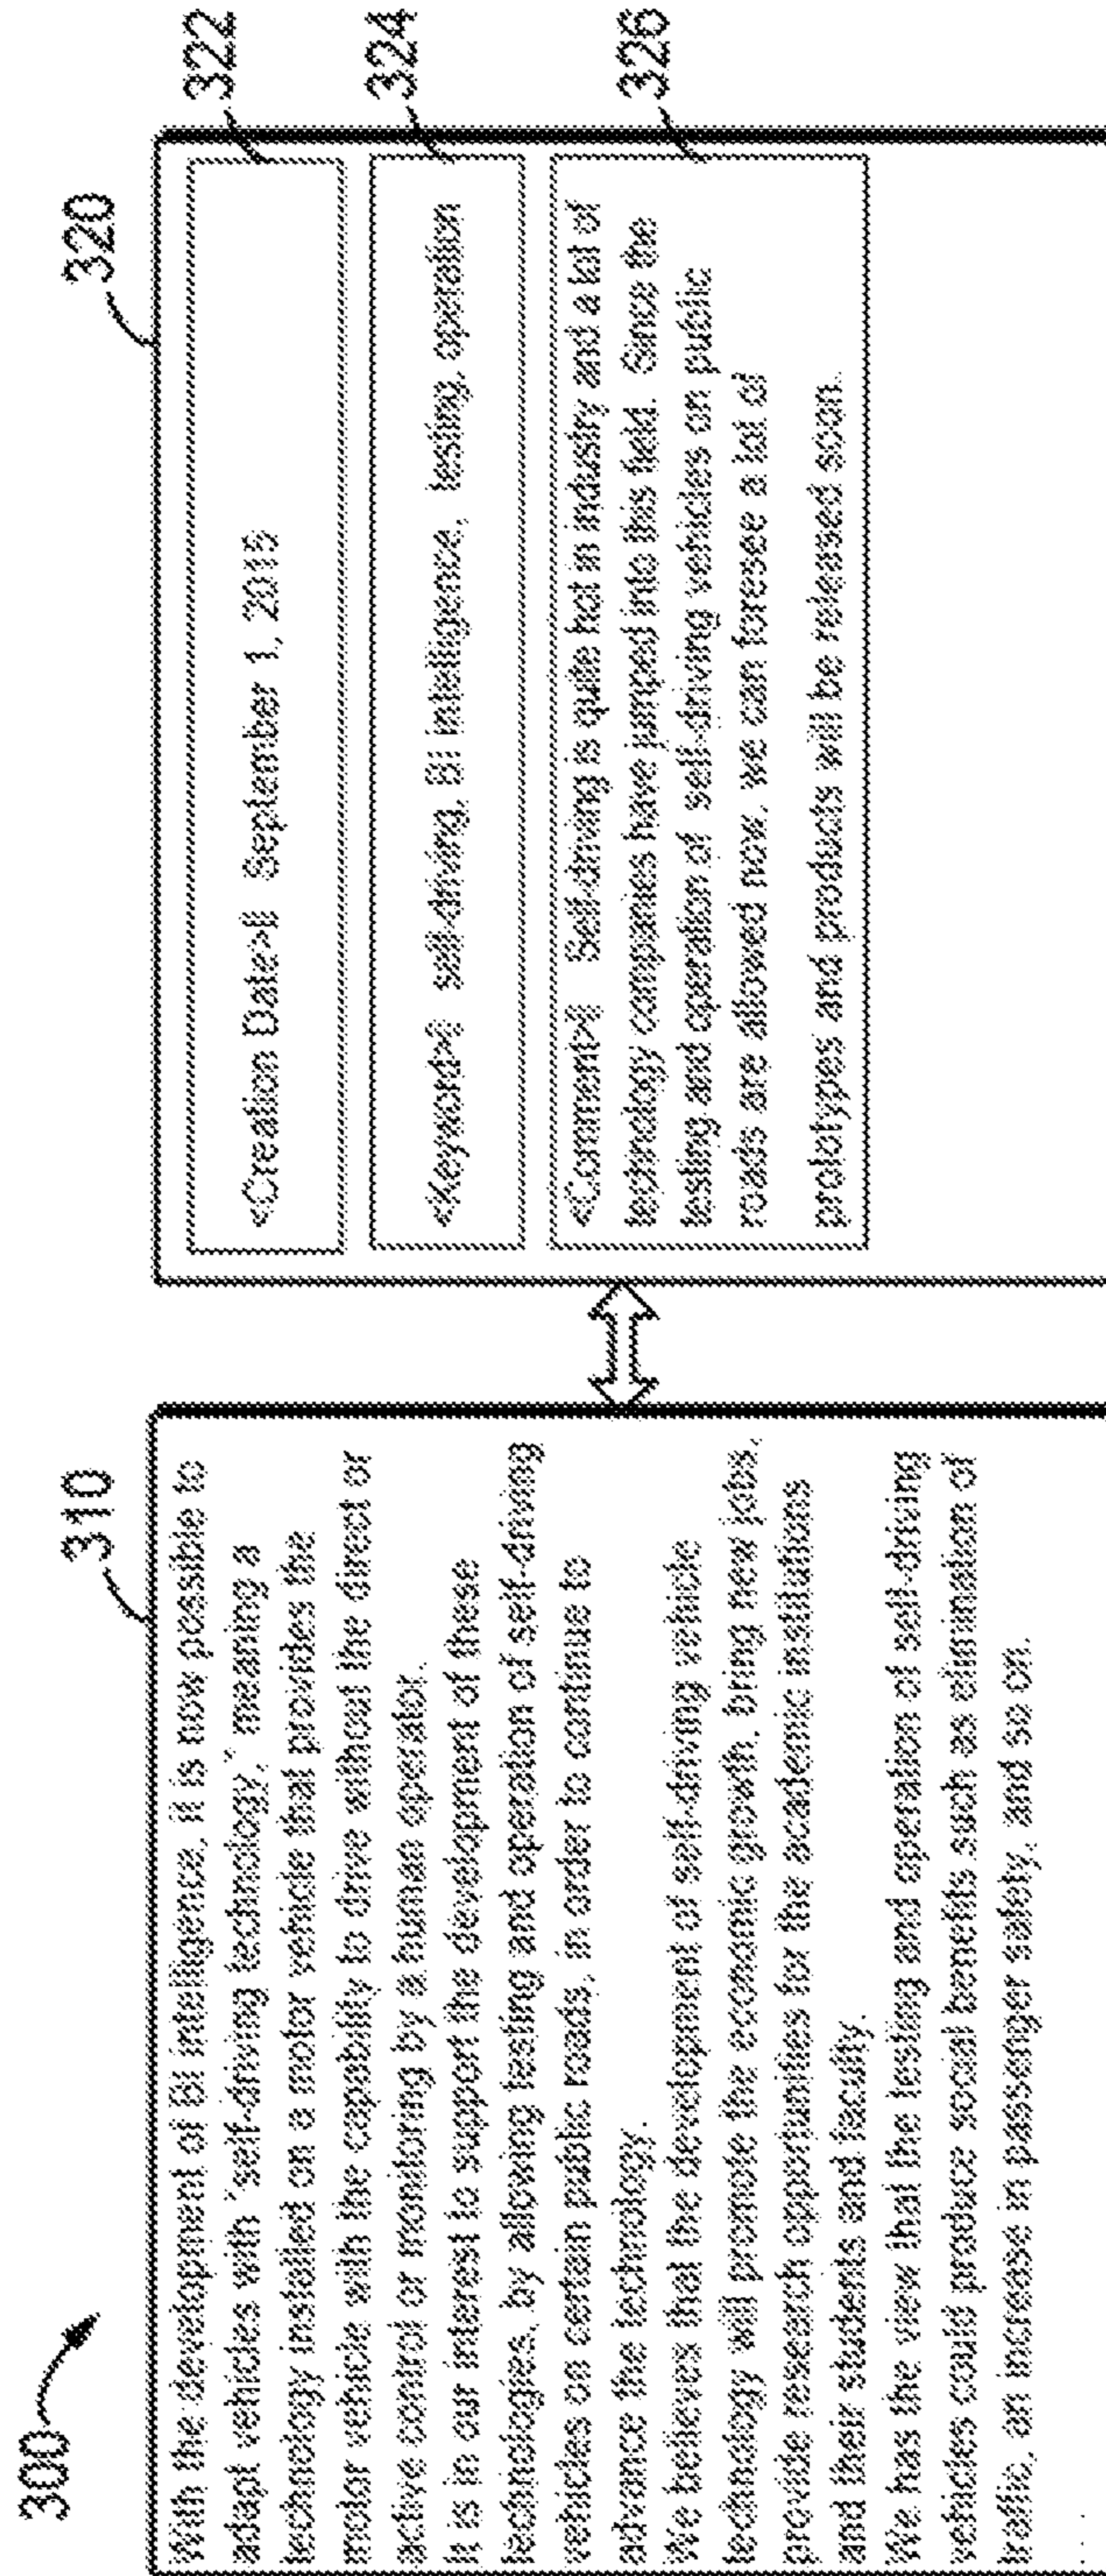 300
310
With the development of BI intelligence, it is now possible to
adapt vehicles with "self-driving technology," meaning a
technology installed on a motor vehicle that provides the
motor vehicle with the capability to drive without the direct or
active control or monitoring by a human operator.
It is in our interest to support the development of these
technologies, by allowing testing and operation of self-driving
vehicles on certain public roads, in order to continue to
advance the technology.
We believes that the development of self-driving vehicle
technology will promote the economic growth, bring new jobs,
provide research opportunities for the academic institutions
and their students and faculty.
We has the view that the testing and operation of self-driving
vehicles could produce social benefits such as elimination of
traffic, an increase in passenger safety, and so on.
...
320
<Creation Date>|| September 1, 2015
322
<Keyword>|| self-driving, BI intelligence, testing, operation
324
<Comment>|| Self-driving is quite hot in industry and a lot of
technology companies have jumped into this field. Since the
testing and operation of self-driving vehicles on public
roads are allowed now, we can foresee a lot of
prototypes and products will be released soon.
326